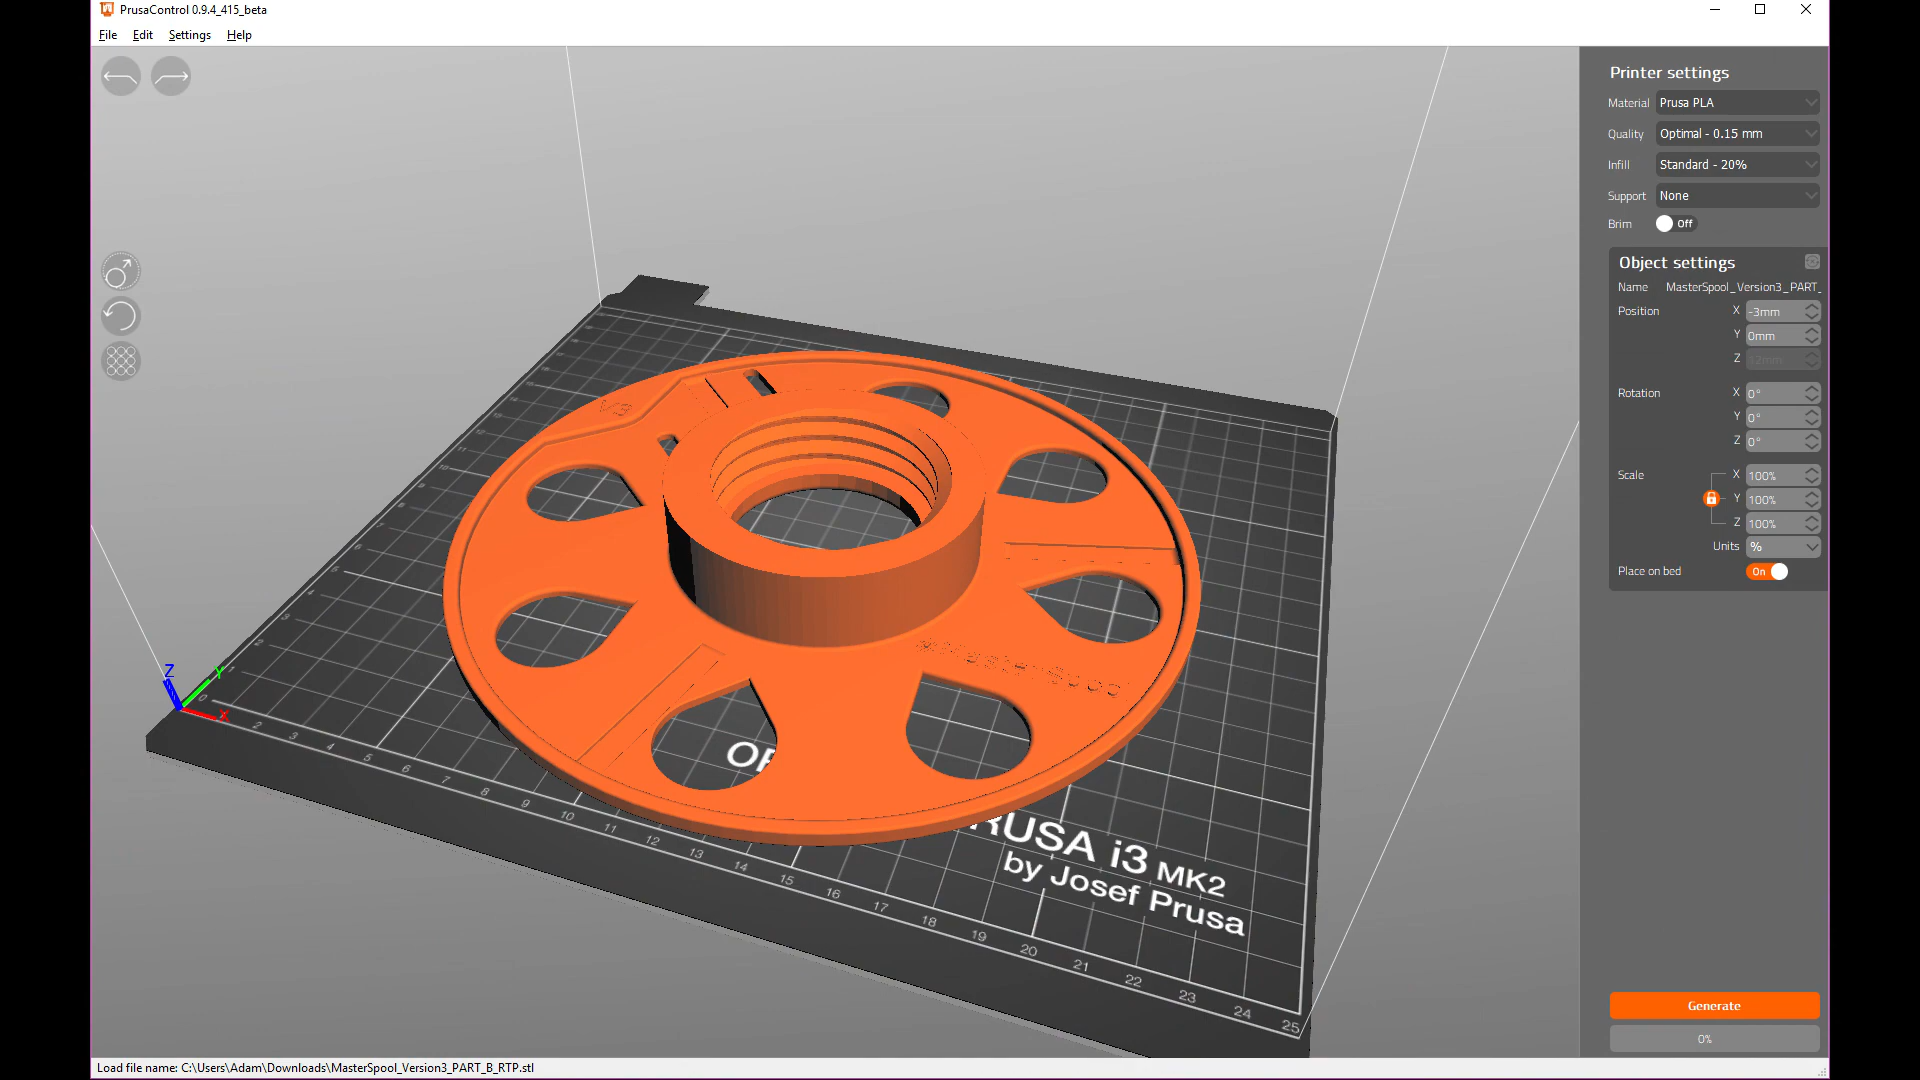 PrusaControl 0.9.4_415_beta
File Edit Settings Help
Printer settings
Material Prusa PLA
Quality Optimal - 0.15 mm
Infill Standard - 20%
Support None
Brim Off
Object settings
Name MasterSpool_Version3_PART_
Position X -3mm
Y 0mm
Z 12mm
Rotation X 0°
Y 0°
Z 0°
Scale X 100%
Y 100%
Z 100%
Units %
Place on bed On
Generate
0%
V3
#masterSpool
Z
Y
X
0 2 3 4 5 6 7 8 9 10 11 12 13 14 15 16 17 18 19 20 21 22 23 24 25
RUSA i3 MK2
by Josef Prusa
Load file name: C:\Users\Adam\Downloads\MasterSpool_Version3_PART_B_RTP.stl